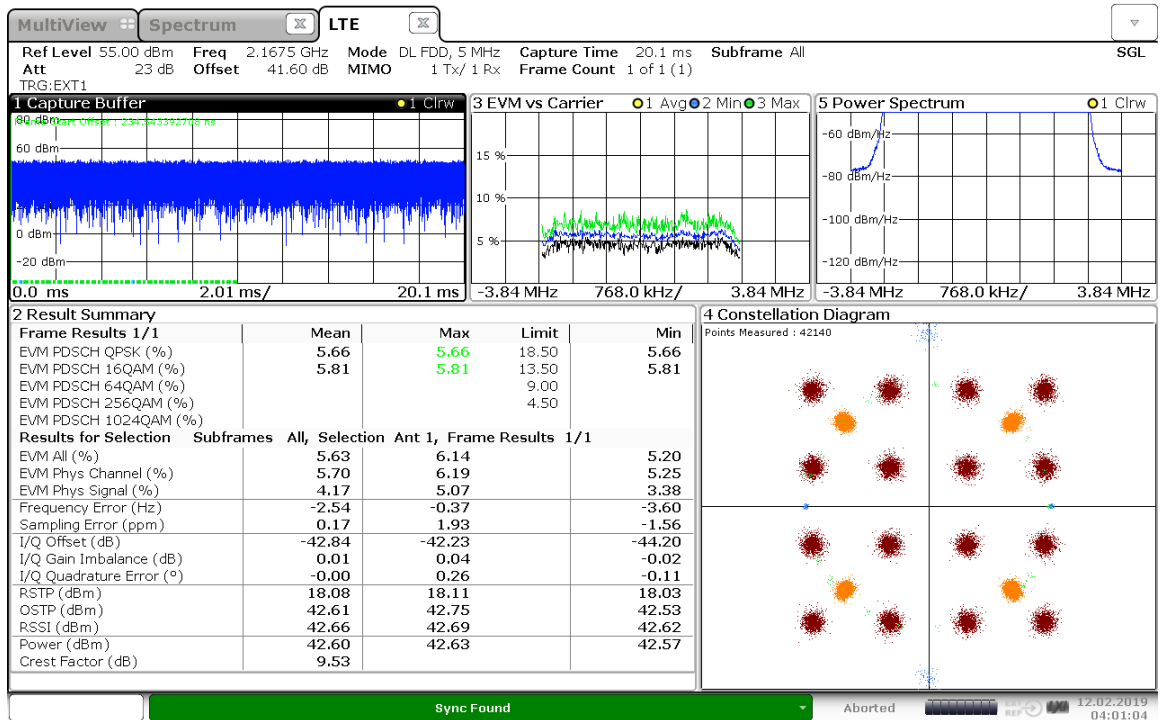 MultiView Spectrum LTE
Ref Level 55.00 dBm Freq 2.1675 GHz Mode DL FDD, 5 MHz Capture Time 20.1 ms Subframe All SGL
Att 23 dB Offset 41.60 dB MIMO 1 Tx/ 1 Rx Frame Count 1 of 1 (1)
TRG:EXT1
1 Capture Buffer 1 Clrw
80 dBm
Frame Start Offset : 234.543392708 ns
60 dBm
0 dBm
-20 dBm
0.0 ms 2.01 ms/ 20.1 ms
3 EVM vs Carrier 1 Avg 2 Min 3 Max
15 %
10 %
5 %
-3.84 MHz 768.0 kHz/ 3.84 MHz
5 Power Spectrum 1 Clrw
-60 dBm/Hz
-80 dBm/Hz
-100 dBm/Hz
-120 dBm/Hz
-3.84 MHz 768.0 kHz/ 3.84 MHz
2 Result Summary
Frame Results 1/1 Mean Max Limit Min
EVM PDSCH QPSK (%) 5.66 5.66 18.50 5.66
EVM PDSCH 16QAM (%) 5.81 5.81 13.50 5.81
EVM PDSCH 64QAM (%) 9.00
EVM PDSCH 256QAM (%) 4.50
EVM PDSCH 1024QAM (%)
Results for Selection Subframes All, Selection Ant 1, Frame Results 1/1
EVM All (%) 5.63 6.14 5.20
EVM Phys Channel (%) 5.70 6.19 5.25
EVM Phys Signal (%) 4.17 5.07 3.38
Frequency Error (Hz) -2.54 -0.37 -3.60
Sampling Error (ppm) 0.17 1.93 -1.56
I/Q Offset (dB) -42.84 -42.23 -44.20
I/Q Gain Imbalance (dB) 0.01 0.04 -0.02
I/Q Quadrature Error (°) -0.00 0.26 -0.11
RSTP (dBm) 18.08 18.11 18.03
OSTP (dBm) 42.61 42.75 42.53
RSSI (dBm) 42.66 42.69 42.62
Power (dBm) 42.60 42.63 42.57
Crest Factor (dB) 9.53
4 Constellation Diagram
Points Measured : 42140
Sync Found
Aborted
EXT
REF
12.02.2019
04:01:04